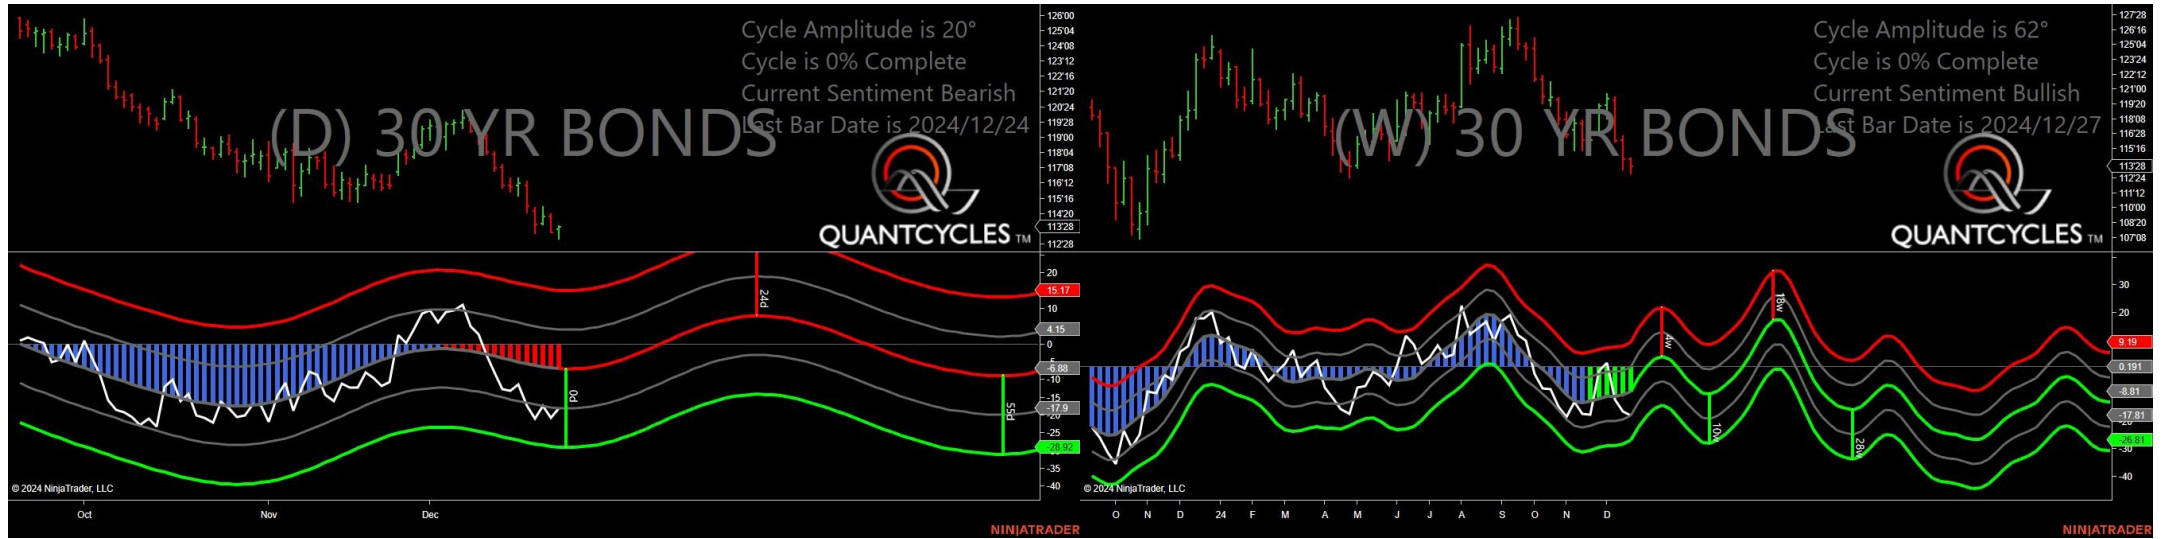 Cycle Amplitude is 20°
Cycle is 0% Complete
Current Sentiment Bearish
Last Bar Date is 2024/12/24
(D) 30 YR BONDS
QUANTCYCLES TM
126'00
125'04
124'08
123'12
122'16
121'20
120'24
119'28
119'00
118'04
117'08
116'12
115'16
114'20
113'28
112'28
24d
0d
55d
20
15.17
10
4.15
0
-6.88
-10
-15
-17.9
-25
-28.92
-35
-40
© 2024 NinjaTrader, LLC
Oct
Nov
Dec
NINJATRADER
Cycle Amplitude is 62°
Cycle is 0% Complete
Current Sentiment Bullish
Last Bar Date is 2024/12/27
(W) 30 YR BONDS
QUANTCYCLES TM
127'28
126'16
125'04
123'24
122'12
121'00
119'20
118'08
116'28
115'16
113'28
112'24
111'12
110'00
108'20
107'08
4w
10w
18w
28w
30
20
9.19
0.191
-8.81
-17.81
-26.81
-30
-40
© 2024 NinjaTrader, LLC
O N D 24 F M A M J J A S O N D
NINJATRADER